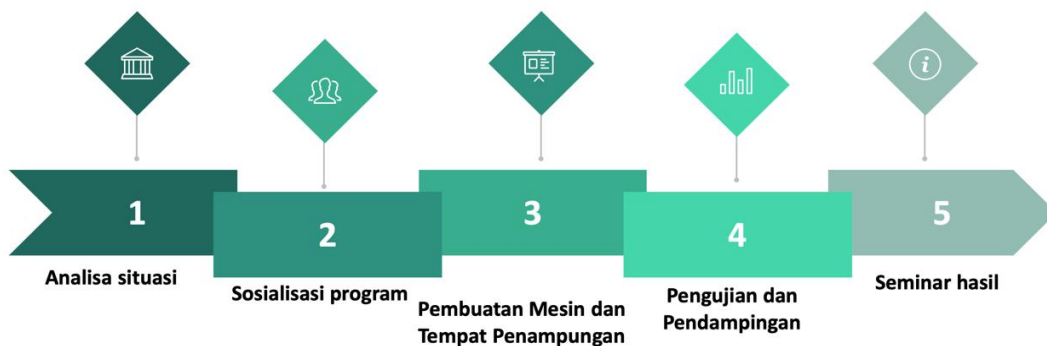 1
Analisa situasi
2
Sosialisasi program
3
Pembuatan Mesin dan
Tempat Penampungan
4
Pengujian dan
Pendampingan
5
Seminar hasil
i